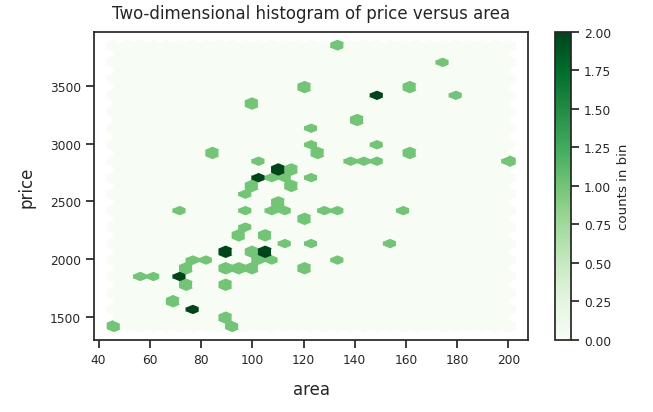 Two-dimensional histogram of price versus area
price
3500
3000
2500
2000
1500
40 60 80 100 120 140 160 180 200
area
2.00
1.75
1.50
1.25
1.00
0.75
0.50
0.25
0.00
counts in bin